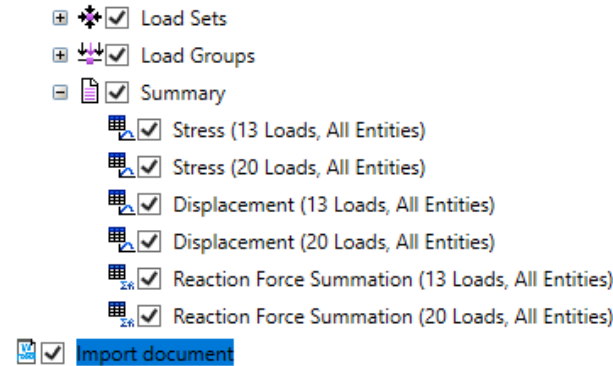 Load Sets
Load Groups
Summary
Stress (13 Loads, All Entities)
Stress (20 Loads, All Entities)
Displacement (13 Loads, All Entities)
Displacement (20 Loads, All Entities)
Reaction Force Summation (13 Loads, All Entities)
Reaction Force Summation (20 Loads, All Entities)
Import document